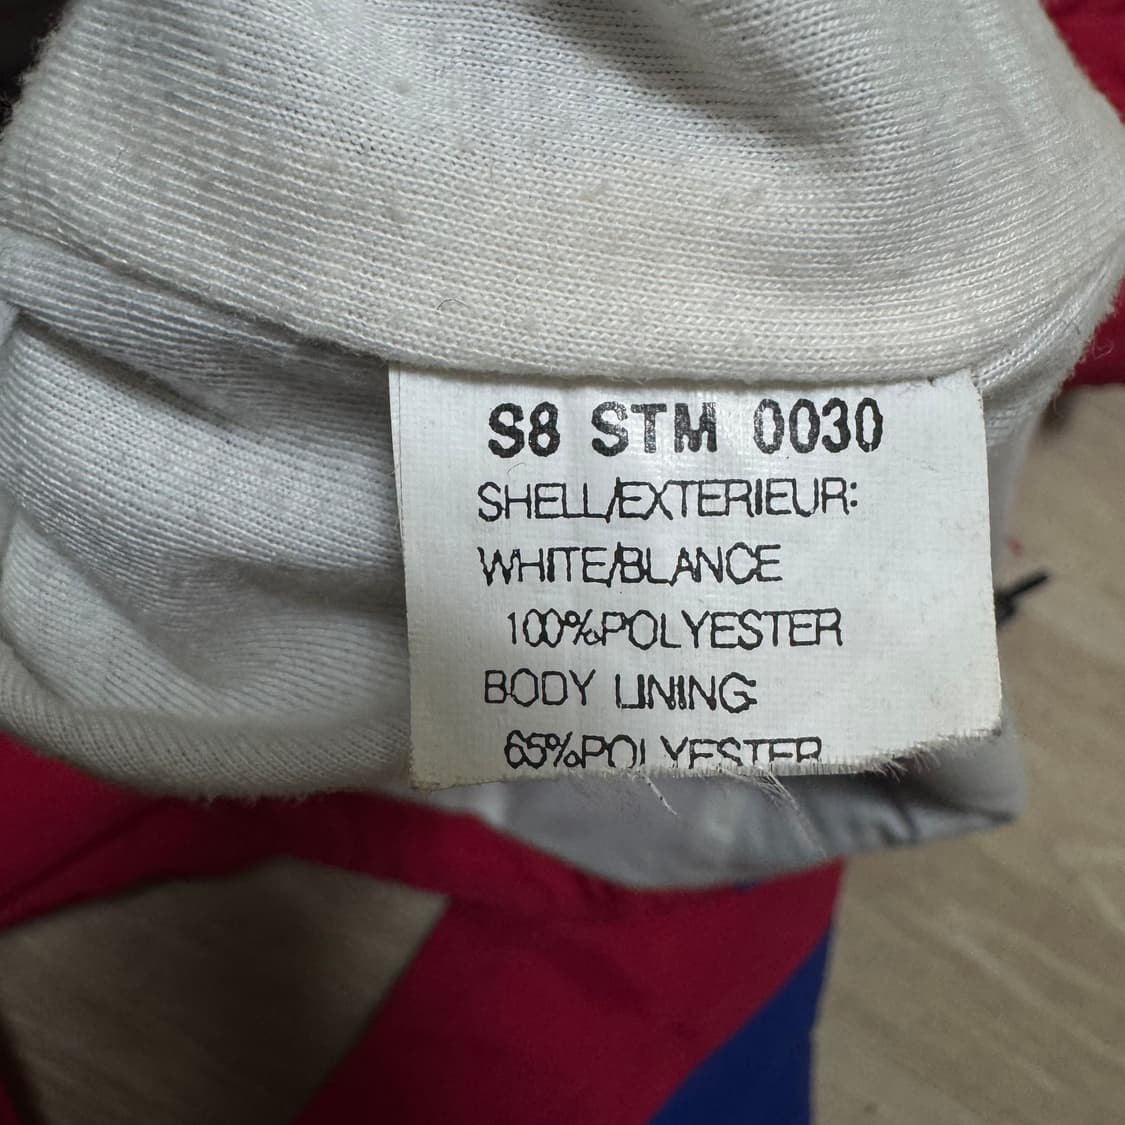 S8 STM 0030
SHELL/EXTERIEUR:
WHITE/BLANCE
100%POLYESTER
BODY LINING:
65%POLYESTER